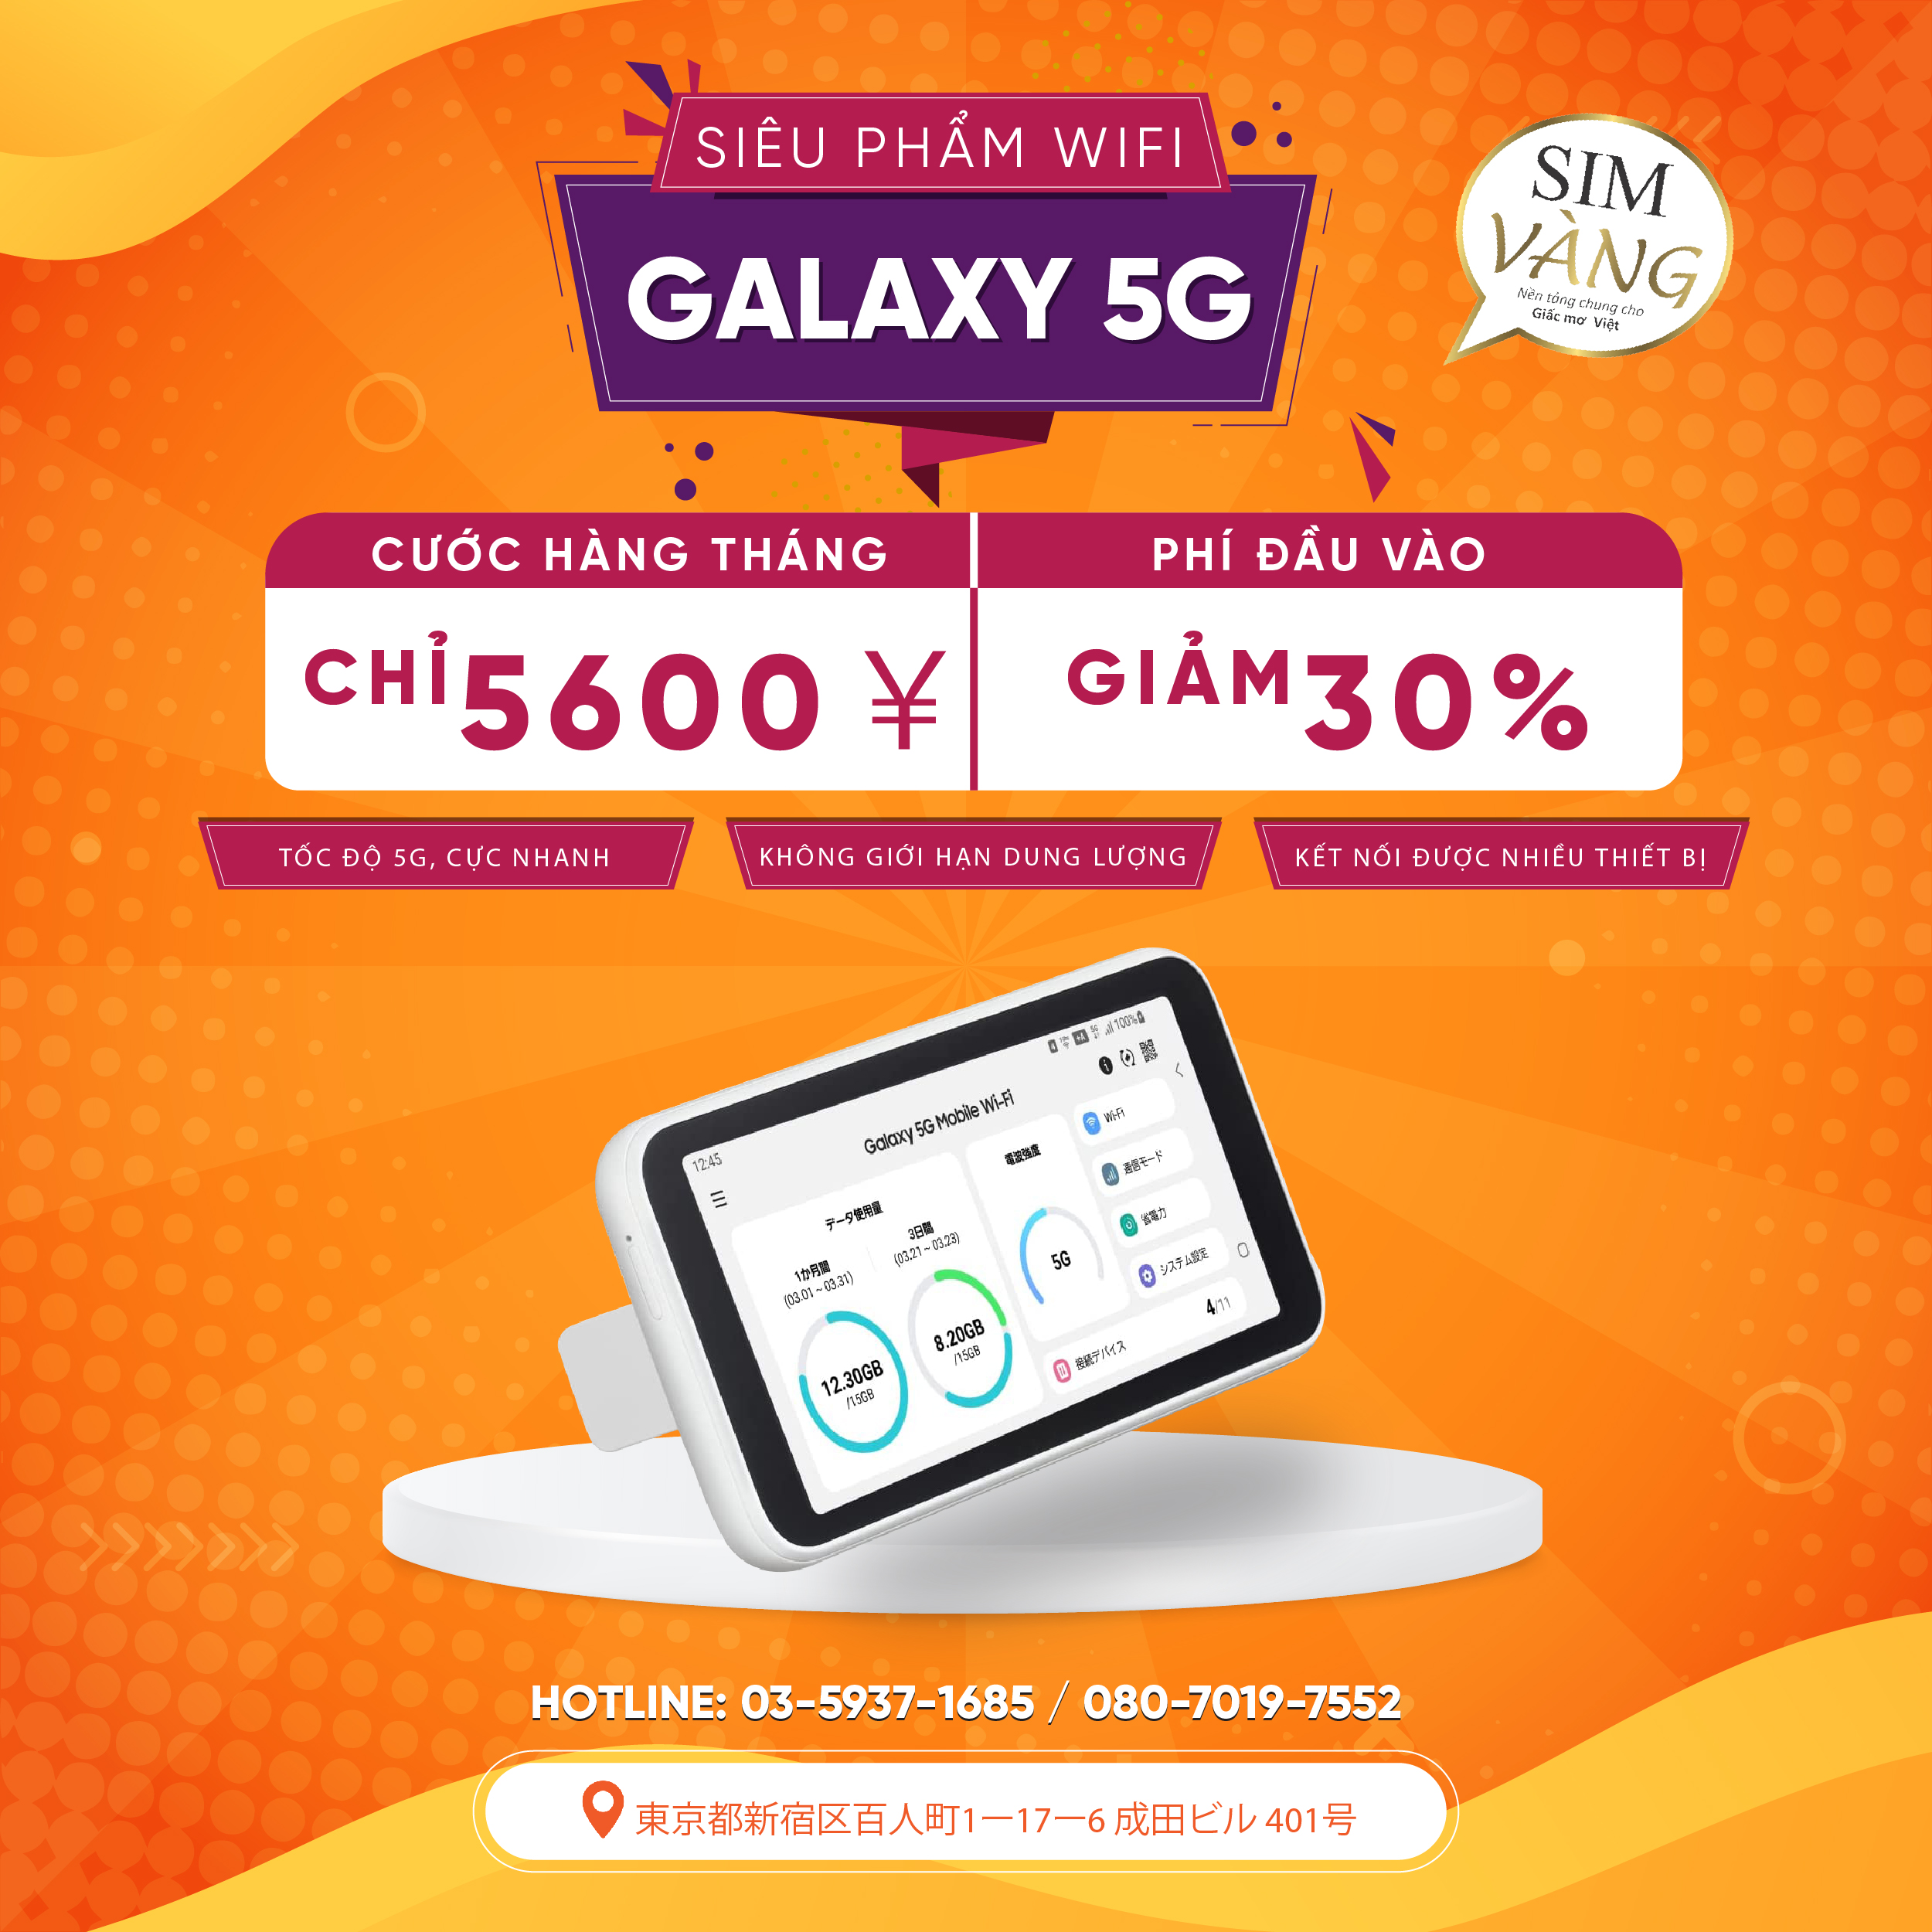 SIÊU PHẨM WIFI
GALAXY 5G
SIM
VÀNG
Nền tảng chung cho
Giấc mơ Việt
CƯỚC HÀNG THÁNG
PHÍ ĐẦU VÀO
CHỈ 5600 ¥
GIẢM 30%
TỐC ĐỘ 5G, CỰC NHANH
KHÔNG GIỚI HẠN DUNG LƯỢNG
KẾT NỐI ĐƯỢC NHIỀU THIẾT BỊ
12:45
100%
Galaxy 5G Mobile Wi-Fi
データ使用量
1か月間
(03.01 ~ 03.31)
12.30GB
/15GB
3日間
(03.21 ~ 03.23)
8.20GB
/15GB
電波強度
5G
Wi-Fi
通信モード
省電力
システム設定
接続デバイス
4/11
HOTLINE: 03-5937-1685 / 080-7019-7552
東京都新宿区百人町1ー17ー6 成田ビル 401号